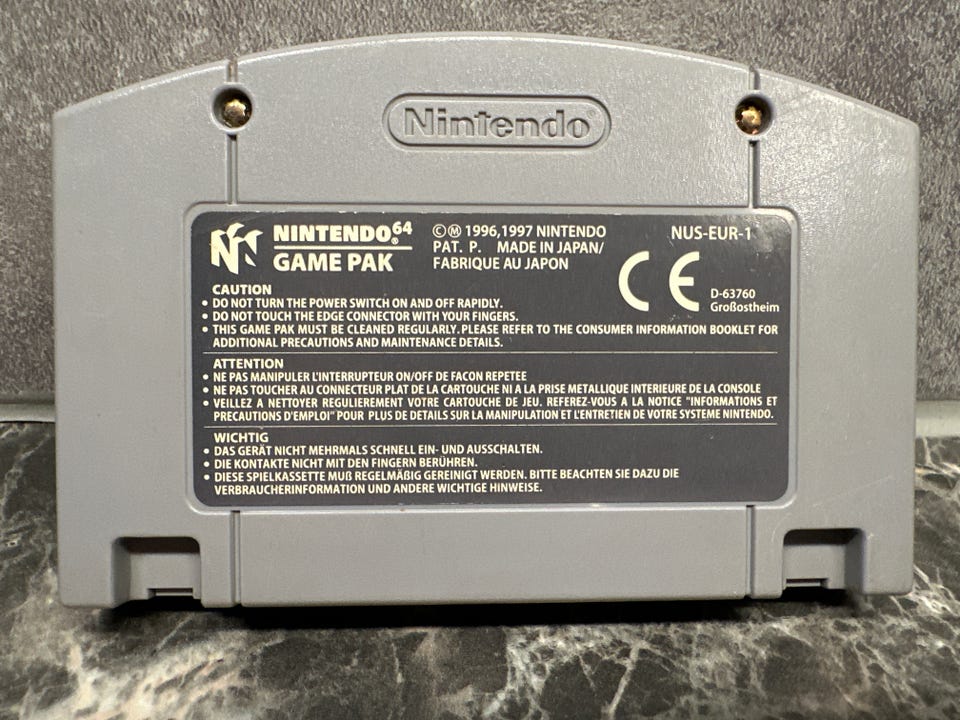 Nintendo®
NINTENDO64®
GAME PAK
©Ⓜ 1996,1997 NINTENDO
PAT. P. MADE IN JAPAN/
FABRIQUE AU JAPON
NUS-EUR-1
CE
D-63760
Großostheim
CAUTION
• DO NOT TURN THE POWER SWITCH ON AND OFF RAPIDLY.
• DO NOT TOUCH THE EDGE CONNECTOR WITH YOUR FINGERS.
• THIS GAME PAK MUST BE CLEANED REGULARLY. PLEASE REFER TO THE CONSUMER INFORMATION BOOKLET FOR
ADDITIONAL PRECAUTIONS AND MAINTENANCE DETAILS.
ATTENTION
• NE PAS MANIPULER L'INTERRUPTEUR ON/OFF DE FACON REPETEE
• NE PAS TOUCHER AU CONNECTEUR PLAT DE LA CARTOUCHE NI A LA PRISE METALLIQUE INTERIEURE DE LA CONSOLE
• VEILLEZ A NETTOYER REGULIEREMENT VOTRE CARTOUCHE DE JEU. REFEREZ-VOUS A LA NOTICE "INFORMATIONS ET
PRECAUTIONS D'EMPLOI" POUR PLUS DE DETAILS SUR LA MANIPULATION ET L'ENTRETIEN DE VOTRE SYSTEME NINTENDO.
WICHTIG
• DAS GERÄT NICHT MEHRMALS SCHNELL EIN- UND AUSSCHALTEN.
• DIE KONTAKTE NICHT MIT DEN FINGERN BERÜHREN.
• DIESE SPIELKASSETTE MUß REGELMÄßIG GEREINIGT WERDEN. BITTE BEACHTEN SIE DAZU DIE
VERBRAUCHERINFORMATION UND ANDERE WICHTIGE HINWEISE.